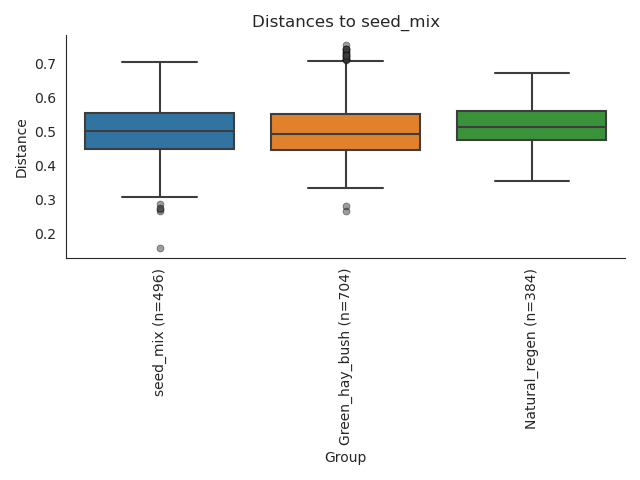 Distances to seed_mix
Distance
0.7
0.6
0.5
0.4
0.3
0.2
seed_mix (n=496)
Green_hay_bush (n=704)
Natural_regen (n=384)
Group